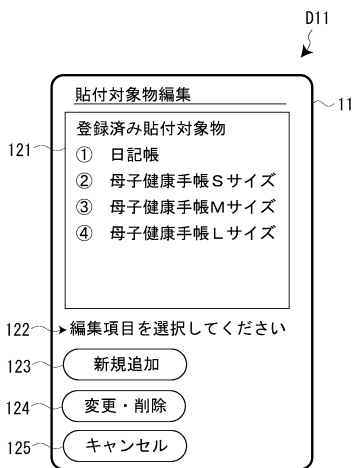 D11
貼付対象物編集
11
登録済み貼付対象物
121
① 日記帳
② 母子健康手帳Sサイズ
③ 母子健康手帳Mサイズ
④ 母子健康手帳Lサイズ
122 編集項目を選択してください
123 新規追加
124 変更・削除
125 キャンセル